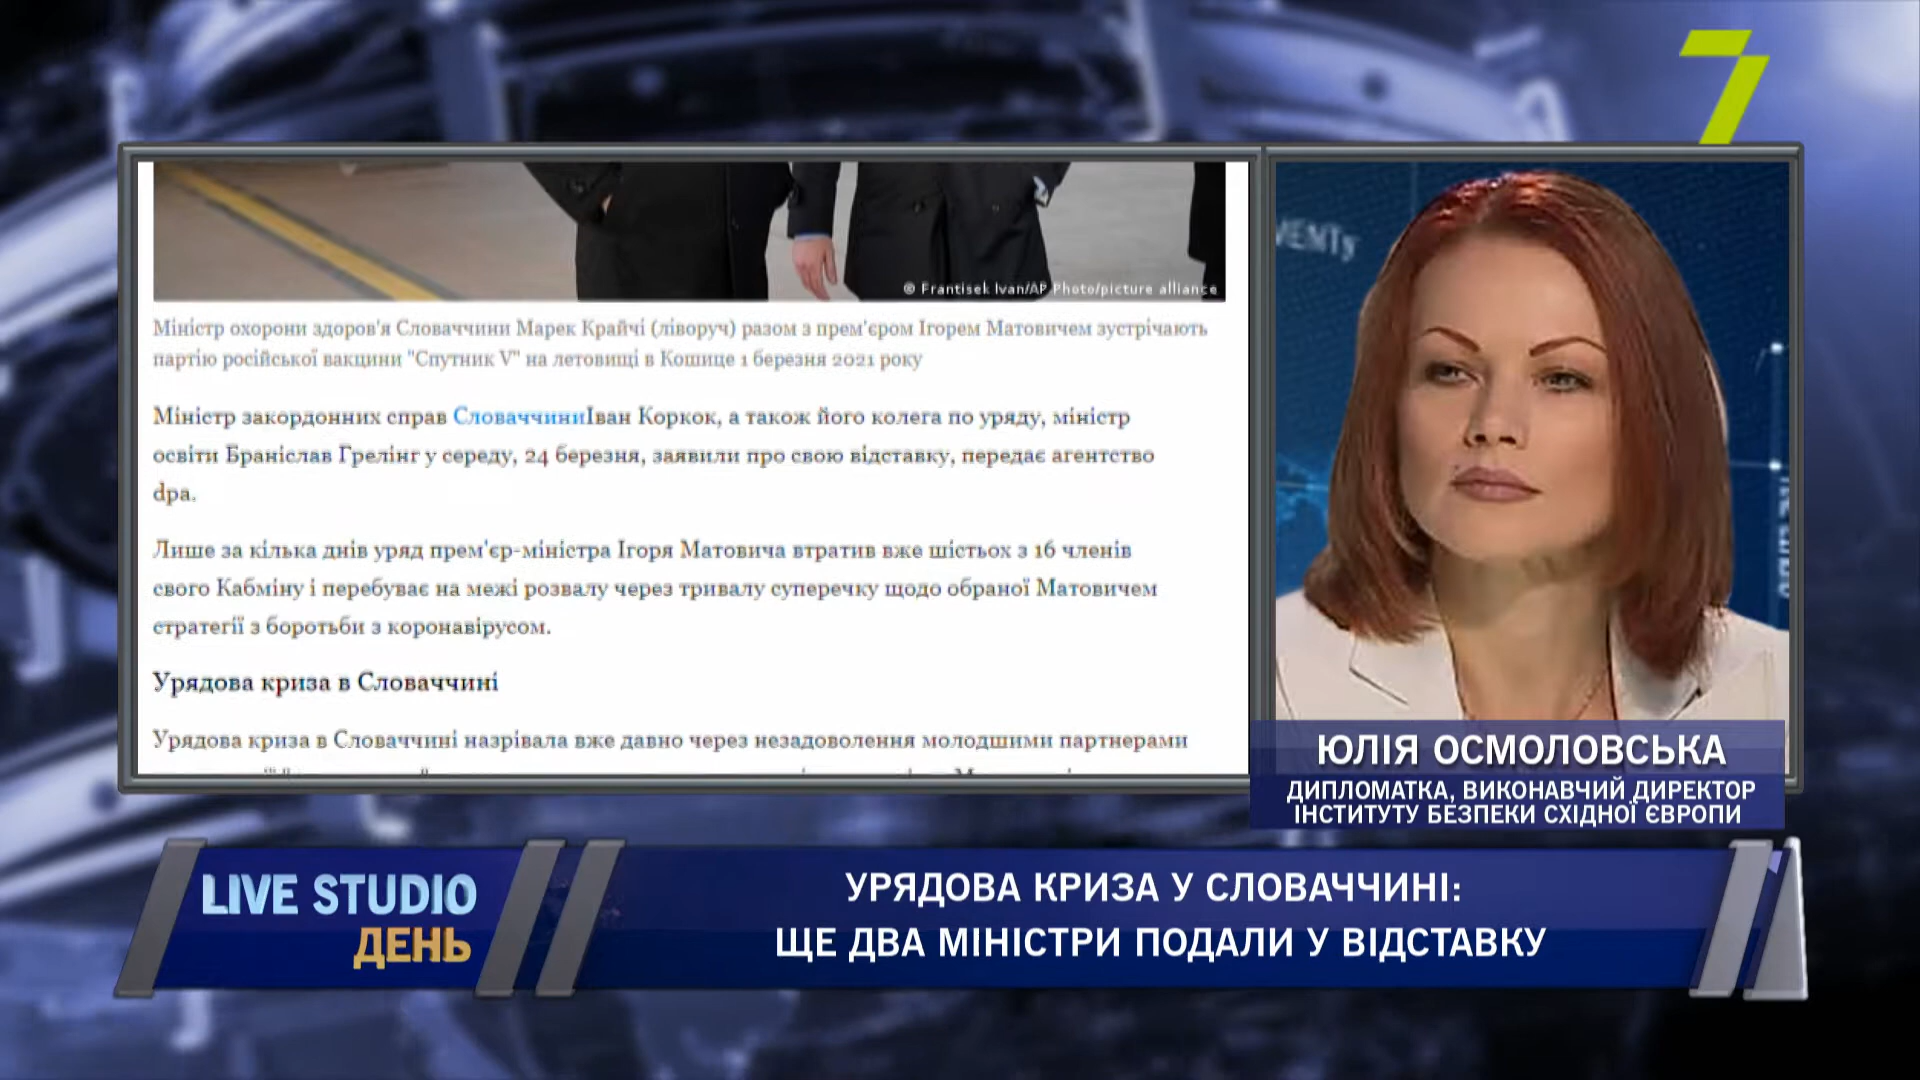 7
© Frantisek Ivan/AP Photo/picture alliance
Міністр охорони здоров'я Словаччини Марек Крайчі (ліворуч) разом з прем'єром Ігорем Матовичем зустрічають
партію російської вакцини "Спутник V" на летовищі в Кошице 1 березня 2021 року
Міністр закордонних справ СловаччиниІван Коркок, а також його колега по уряду, міністр
освіти Браніслав Грелінг у середу, 24 березня, заявили про свою відставку, передає агентство
dpa.
Лише за кілька днів уряд прем'єр-міністра Ігоря Матовича втратив вже шістьох з 16 членів
свого Кабміну і перебуває на межі розвалу через тривалу суперечку щодо обраної Матовичем
стратегії з боротьби з коронавірусом.
Урядова криза в Словаччині
Урядова криза в Словаччині назрівала вже давно через незадоволення молодшими партнерами
ЮЛІЯ ОСМОЛОВСЬКА
ДИПЛОМАТКА, ВИКОНАВЧИЙ ДИРЕКТОР
ІНСТИТУТУ БЕЗПЕКИ СХІДНОЇ ЄВРОПИ
LIVE STUDIO
ДЕНЬ
УРЯДОВА КРИЗА У СЛОВАЧЧИНІ:
ЩЕ ДВА МІНІСТРИ ПОДАЛИ У ВІДСТАВКУ